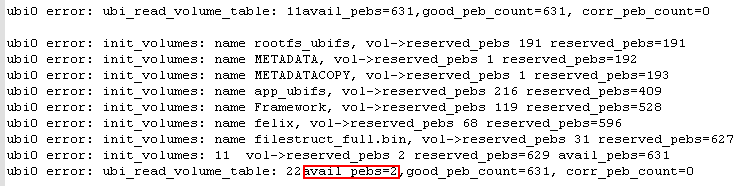 ubi0 error: ubi_read_volume_table: 11avail_pebs=631,good_peb_count=631, corr_peb_count=0
ubi0 error: init_volumes: name rootfs_ubifs, vol->reserved_pebs 191 reserved_pebs=191
ubi0 error: init_volumes: name METADATA, vol->reserved_pebs 1 reserved_pebs=192
ubi0 error: init_volumes: name METADATACOPY, vol->reserved_pebs 1 reserved_pebs=193
ubi0 error: init_volumes: name app_ubifs, vol->reserved_pebs 216 reserved_pebs=409
ubi0 error: init_volumes: name Framework, vol->reserved_pebs 119 reserved_pebs=528
ubi0 error: init_volumes: name felix, vol->reserved_pebs 68 reserved_pebs=596
ubi0 error: init_volumes: name filestruct_full.bin, vol->reserved_pebs 31 reserved_pebs=627
ubi0 error: init_volumes: 11  vol->reserved_pebs 2 reserved_pebs=629 avail_pebs=631
ubi0 error: ubi_read_volume_table: 22avail_pebs=2,good_peb_count=631, corr_peb_count=0